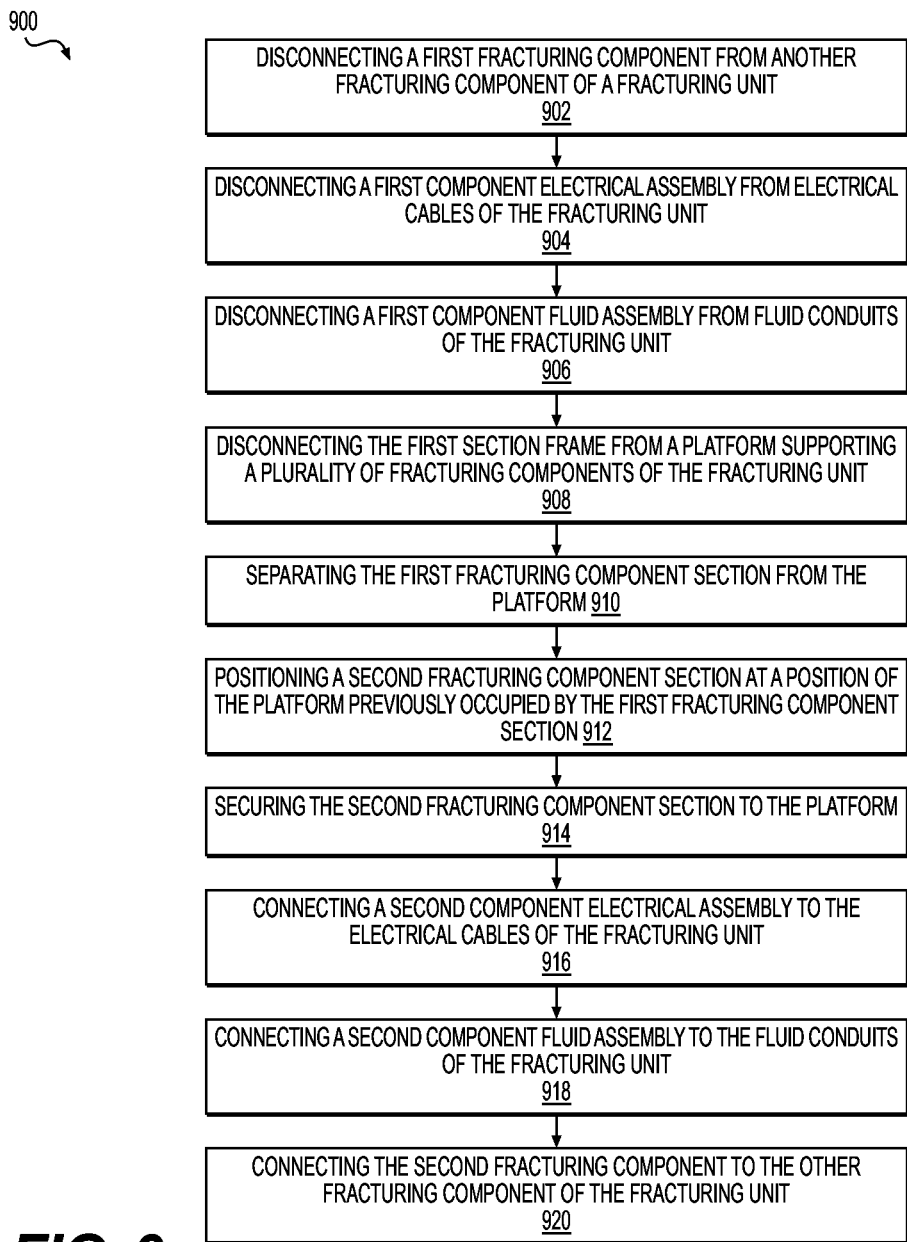 900
DISCONNECTING A FIRST FRACTURING COMPONENT FROM ANOTHER
FRACTURING COMPONENT OF A FRACTURING UNIT
902
DISCONNECTING A FIRST COMPONENT ELECTRICAL ASSEMBLY FROM ELECTRICAL
CABLES OF THE FRACTURING UNIT
904
DISCONNECTING A FIRST COMPONENT FLUID ASSEMBLY FROM FLUID CONDUITS
OF THE FRACTURING UNIT
906
DISCONNECTING THE FIRST SECTION FRAME FROM A PLATFORM SUPPORTING
A PLURALITY OF FRACTURING COMPONENTS OF THE FRACTURING UNIT
908
SEPARATING THE FIRST FRACTURING COMPONENT SECTION FROM THE
PLATFORM 910
POSITIONING A SECOND FRACTURING COMPONENT SECTION AT A POSITION OF
THE PLATFORM PREVIOUSLY OCCUPIED BY THE FIRST FRACTURING COMPONENT
SECTION 912
SECURING THE SECOND FRACTURING COMPONENT SECTION TO THE PLATFORM
914
CONNECTING A SECOND COMPONENT ELECTRICAL ASSEMBLY TO THE
ELECTRICAL CABLES OF THE FRACTURING UNIT
916
CONNECTING A SECOND COMPONENT FLUID ASSEMBLY TO THE FLUID CONDUITS
OF THE FRACTURING UNIT
918
CONNECTING THE SECOND FRACTURING COMPONENT TO THE OTHER
FRACTURING COMPONENT OF THE FRACTURING UNIT
920
FIG.